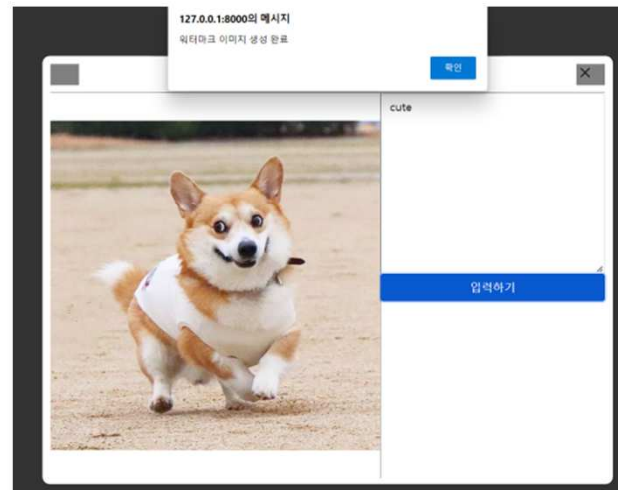 127.0.0.1:8000의 메시지
워터마크 이미지 생성 완료
확인
cute
입력하기